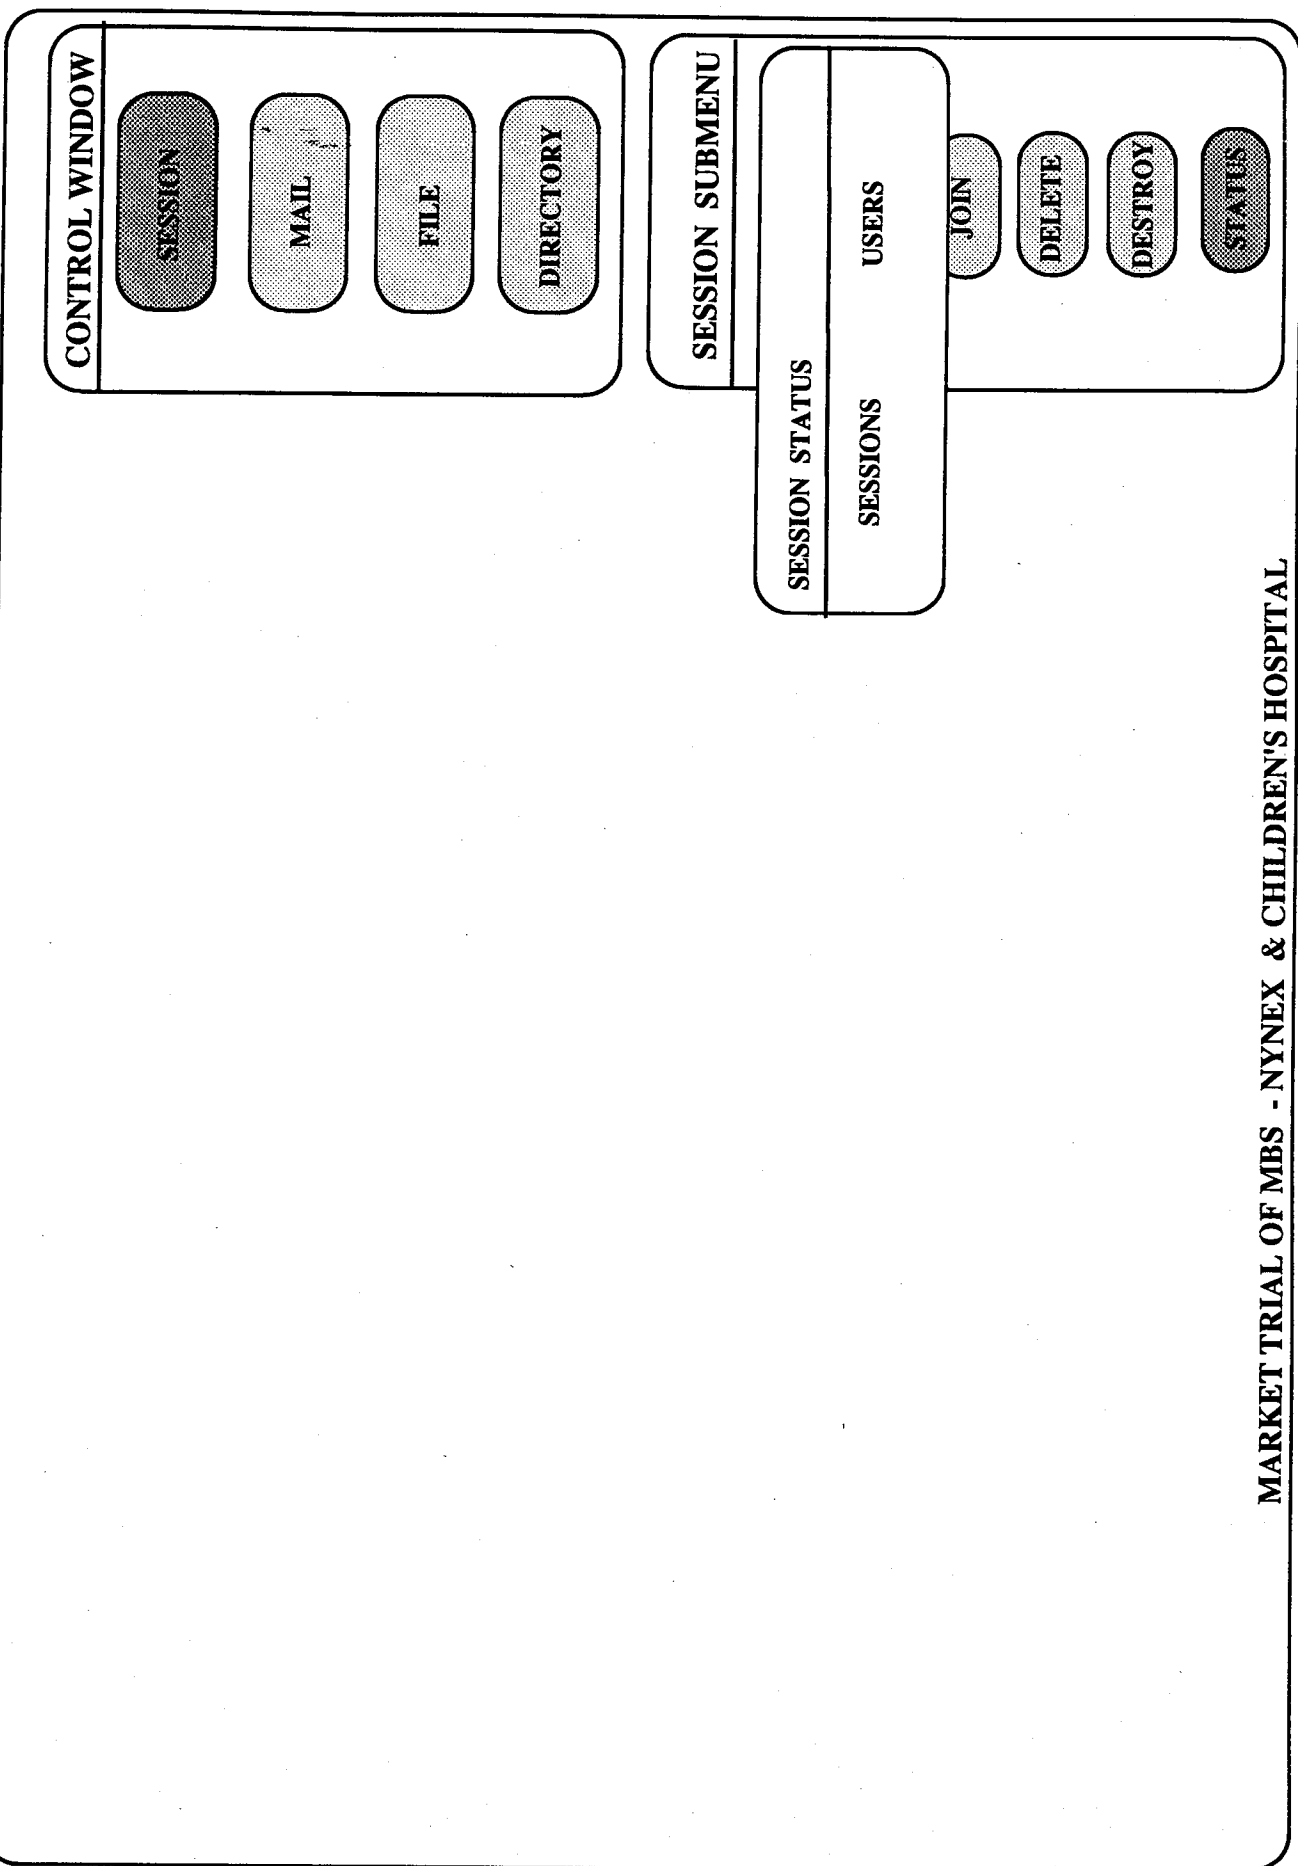 CONTROL WINDOW
SESSION
MAIL
FILE
DIRECTORY
SESSION SUBMENU
SESSION STATUS
SESSIONS USERS
JOIN
DELETE
DESTROY
STATUS
MARKET TRIAL OF MBS - NYNEX & CHILDREN'S HOSPITAL